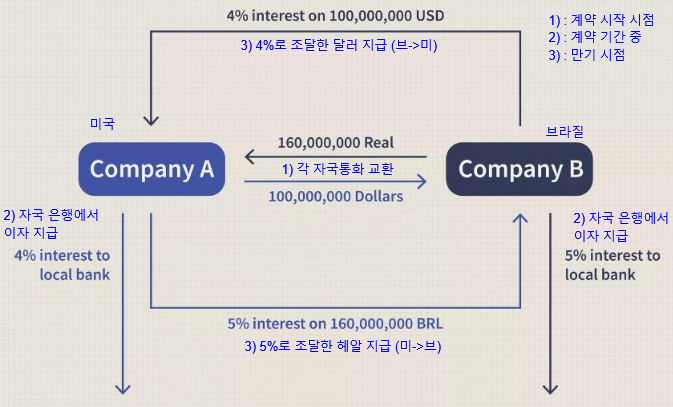 4% interest on 100,000,000 USD
3) 4%로 조달한 달러 지급 (브->미)
1) : 계약 시작 시점
2) : 계약 기간 중
3) : 만기 시점
미국
브라질
Company A
160,000,000 Real
1) 각 자국통화 교환
100,000,000 Dollars
Company B
2) 자국 은행에서
이자 지급
4% interest to
local bank
2) 자국 은행에서
이자 지급
5% interest to
local bank
5% interest on 160,000,000 BRL
3) 5%로 조달한 헤알 지급 (미->브)